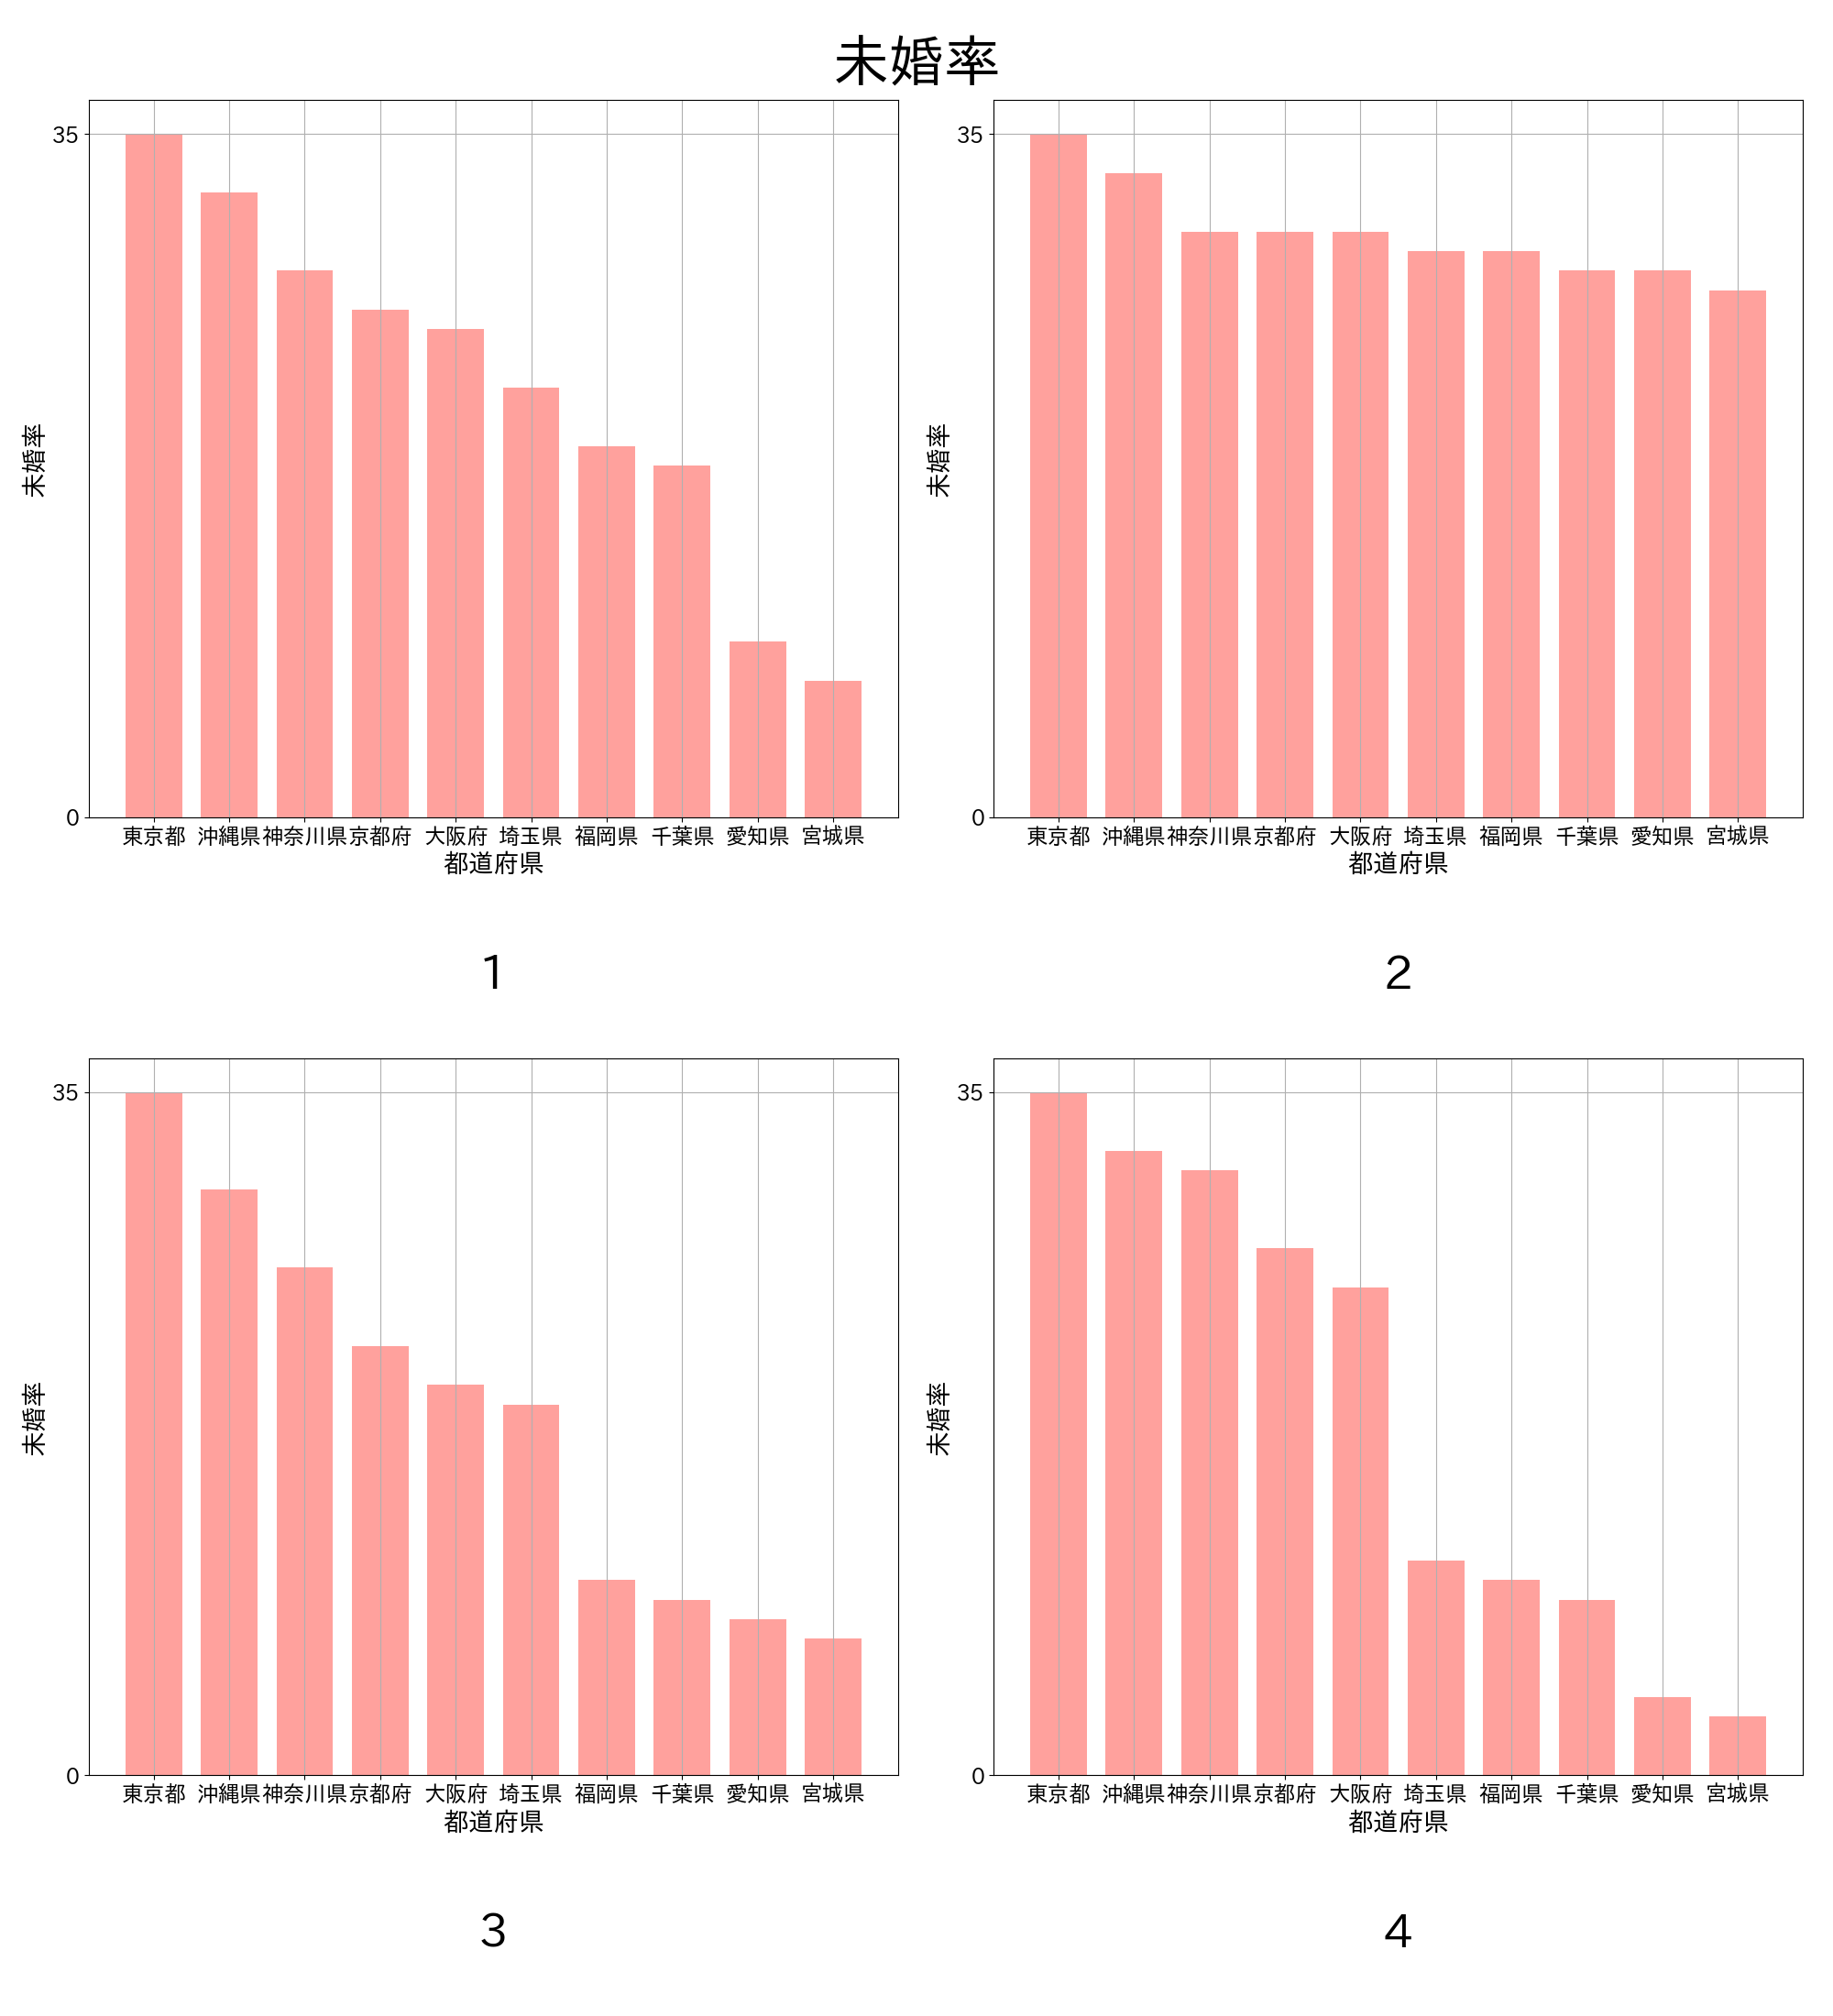 未婚率
35
0
未婚率
東京都 沖縄県 神奈川県 京都府 大阪府 埼玉県 福岡県 千葉県 愛知県 宮城県
都道府県
1
35
0
未婚率
東京都 沖縄県 神奈川県 京都府 大阪府 埼玉県 福岡県 千葉県 愛知県 宮城県
都道府県
2
35
0
未婚率
東京都 沖縄県 神奈川県 京都府 大阪府 埼玉県 福岡県 千葉県 愛知県 宮城県
都道府県
3
35
0
未婚率
東京都 沖縄県 神奈川県 京都府 大阪府 埼玉県 福岡県 千葉県 愛知県 宮城県
都道府県
4